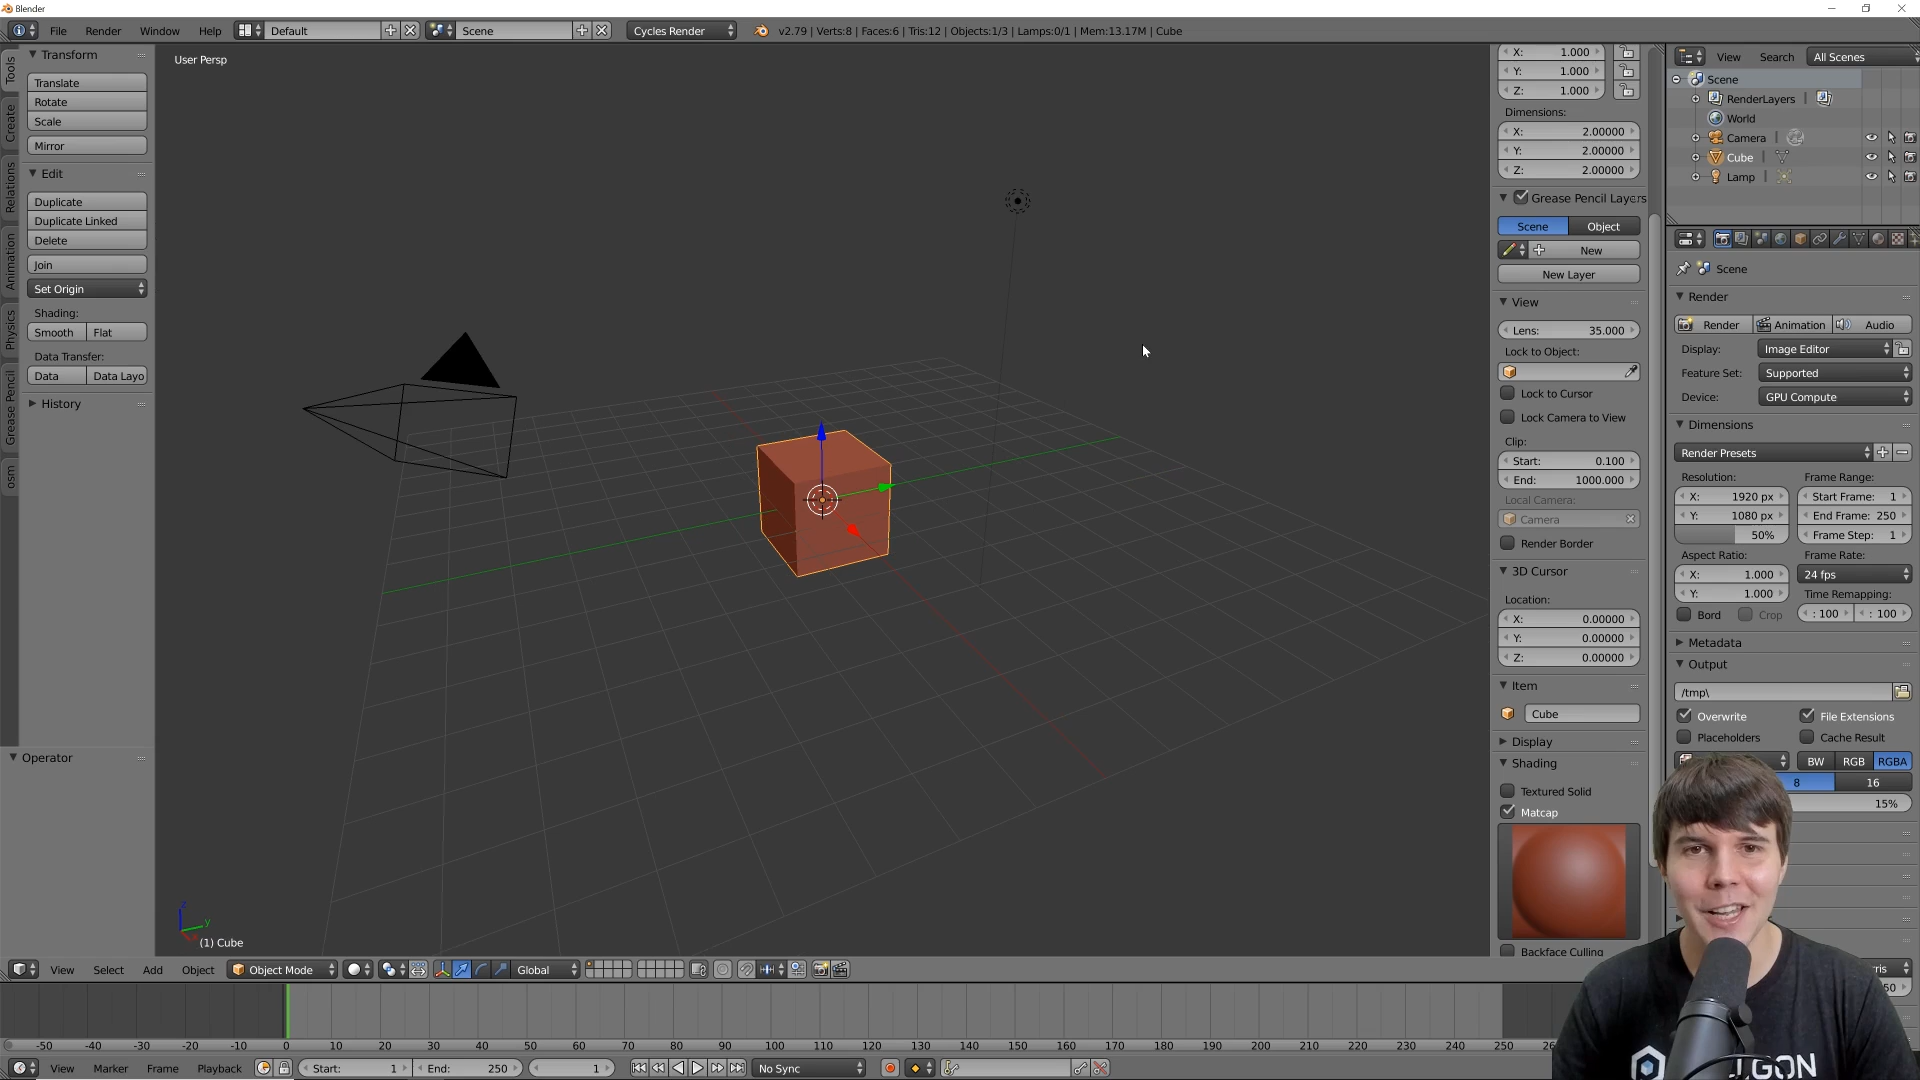 Blender
File Render Window Help Default Scene Cycles Render v2.79 | Verts:8 | Faces:6 | Tris:12 | Objects:1/3 | Lamps:0/1 | Mem:13.17M | Cube
Tools
Create
Relations
Animation
Physics
Grease Pencil
osm
Transform
Translate
Rotate
Scale
Mirror
Edit
Duplicate
Duplicate Linked
Delete
Join
Set Origin
Shading:
Smooth Flat
Data Transfer:
Data Data Layo
History
Operator
User Persp
z
y
(1) Cube
X: 1.000
Y: 1.000
Z: 1.000
Dimensions:
X: 2.00000
Y: 2.00000
Z: 2.00000
Grease Pencil Layers
Scene Object
New
New Layer
View
Lens: 35.000
Lock to Object:
Lock to Cursor
Lock Camera to View
Clip:
Start: 0.100
End: 1000.000
Local Camera:
Camera
Render Border
3D Cursor
Location:
X: 0.00000
Y: 0.00000
Z: 0.00000
Item
Cube
Display
Shading
Textured Solid
Matcap
Backface Culling
View Search All Scenes
Scene
RenderLayers |
World
Camera |
Cube |
Lamp |
Scene
Render
Render Animation Audio
Display: Image Editor
Feature Set: Supported
Device: GPU Compute
Dimensions
Render Presets
Resolution: Frame Range:
X: 1920 px Start Frame: 1
Y: 1080 px End Frame: 250
50% Frame Step: 1
Aspect Ratio: Frame Rate:
X: 1.000 24 fps
Y: 1.000 Time Remapping:
Bord Crop : 100 : 100
Metadata
Output
/tmp\
Overwrite File Extensions
Placeholders Cache Result
BW RGB RGBA
8 16
15%
ris
50
View Select Add Object Object Mode Global
-50 -40 -30 -20 -10 0 10 20 30 40 50 60 70 80 90 100 110 120 130 140 150 160 170 180 190 200 210 220 230 240 250 26
View Marker Frame Playback Start: 1 End: 250 1 No Sync
GON